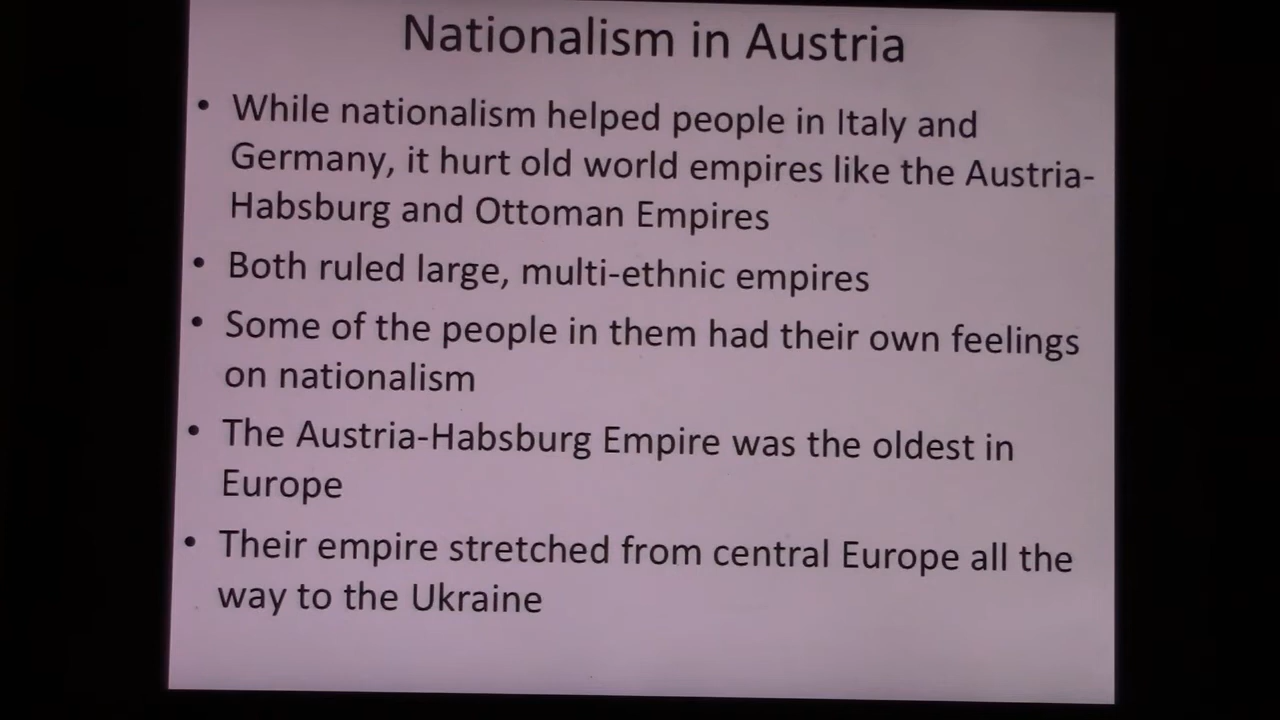 Nationalism in Austria
• While nationalism helped people in Italy and
Germany, it hurt old world empires like the Austria-
Habsburg and Ottoman Empires
• Both ruled large, multi-ethnic empires
• Some of the people in them had their own feelings
on nationalism
• The Austria-Habsburg Empire was the oldest in
Europe
• Their empire stretched from central Europe all the
way to the Ukraine